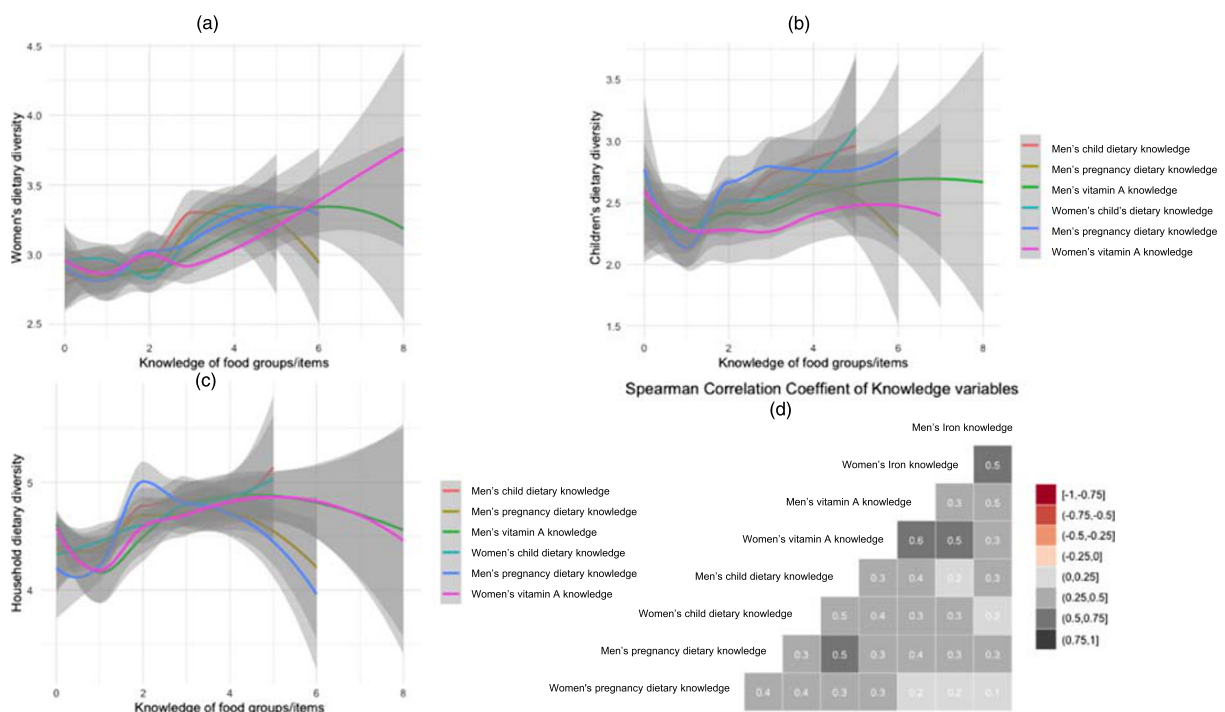 (a)
4.5
4.0
3.5
3.0
2.5
Women's dietary diversity
0 2 4 6 8
Knowledge of food groups/items
(b)
3.5
3.0
2.5
2.0
1.5
Children's dietary diversity
0 2 4 6 8
Knowledge of food groups/items
Men's child dietary knowledge
Men's pregnancy dietary knowledge
Men's vitamin A knowledge
Women's child's dietary knowledge
Men's pregnancy dietary knowledge
Women's vitamin A knowledge
(c)
5
4
Household dietary diversity
0 2 4 6 8
Knowledge of food groups/items
Men's child dietary knowledge
Men's pregnancy dietary knowledge
Men's vitamin A knowledge
Women's child dietary knowledge
Men's pregnancy dietary knowledge
Women's vitamin A knowledge
Spearman Correlation Coeffient of Knowledge variables
(d)
Men's Iron knowledge
Women's Iron knowledge 0.5
Men's vitamin A knowledge 0.3 0.5
Women's vitamin A knowledge 0.6 0.5 0.3
Men's child dietary knowledge 0.3 0.4 0.2 0.3
Women's child dietary knowledge 0.5 0.4 0.3 0.3 0.2
Men's pregnancy dietary knowledge 0.3 0.5 0.3 0.4 0.3 0.3
Women's pregnancy dietary knowledge 0.4 0.4 0.3 0.3 0.2 0.2 0.1
[-1,-0.75]
(-0.75,-0.5]
(-0.5,-0.25]
(-0.25,0]
(0,0.25]
(0.25,0.5]
(0.5,0.75]
(0.75,1]